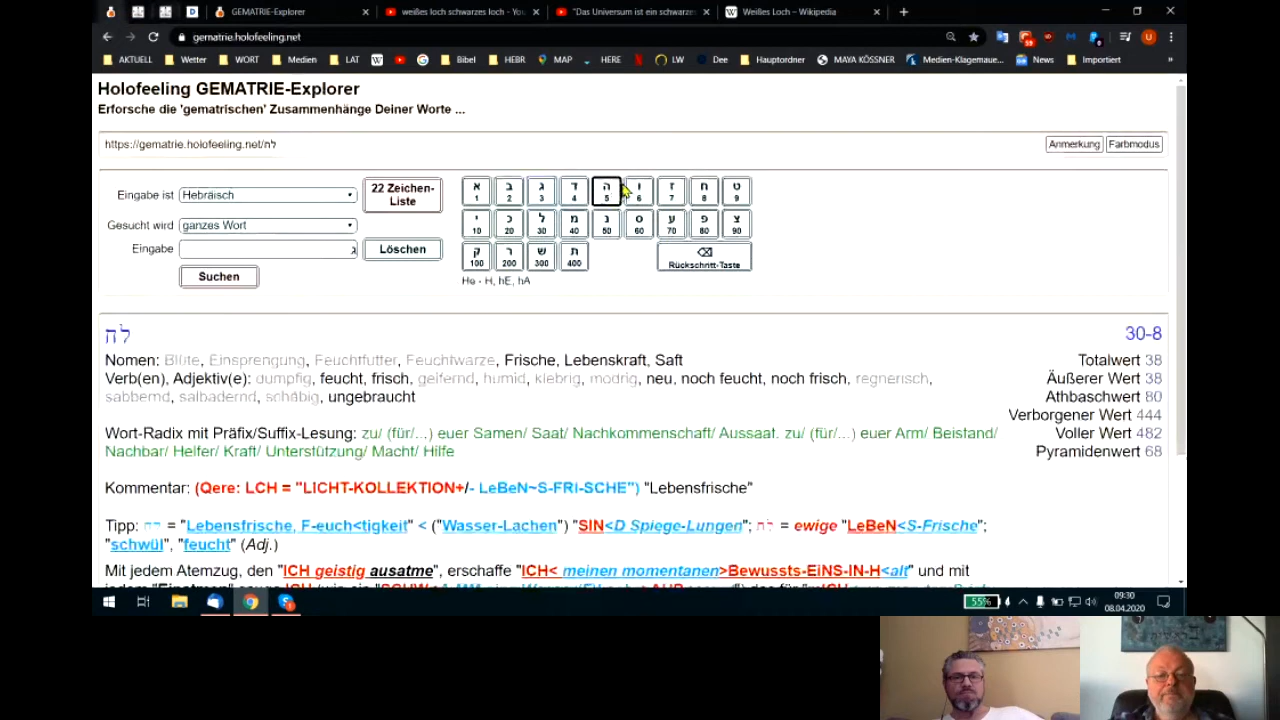 GEMATRIE-Explorer
weißes loch schwarzes loch - You
"Das Universum ist ein schwarzes
Weißes Loch – Wikipedia
gematrie.holofeeling.net
AKTUELL Wetter WORT Medien LAT Bibel HEBR MAP HERE LW Dee Hauptordner MAYA KÖSSNER Medien-Klagemaue... News Importiert
Holofeeling GEMATRIE-Explorer
Erforsche die 'gematrischen' Zusammenhänge Deiner Worte ...
https://gematrie.holofeeling.net/לח
Anmerkung Farbmodus
Eingabe ist Hebräisch
22 Zeichen-Liste
Gesucht wird ganzes Wort
Eingabe ג
Löschen
Suchen
א ב ג ד ה ו ז ח ט
1 2 3 4 5 6 7 8 9
י כ ל מ נ ס ע פ צ
10 20 30 40 50 60 70 80 90
ק ר ש ת
100 200 300 400
Rückschritt-Taste
He - H, hE, hA
לח
30-8
Nomen: Blüte, Einsprengung, Feuchtfutter, Feuchtwarze, Frische, Lebenskraft, Saft
Totalwert 38
Verb(en), Adjektiv(e): dumpfig, feucht, frisch, geifernd, humid, klebrig, modrig, neu, noch feucht, noch frisch, regnerisch,
Äußerer Wert 38
sabbernd, salbadernd, schäbig, ungebraucht
Athbaschwert 80
Verborgener Wert 444
Wort-Radix mit Präfix/Suffix-Lesung: zu/ (für/...) euer Samen/ Saat/ Nachkommenschaft/ Aussaat. zu/ (für/...) euer Arm/ Beistand/
Voller Wert 482
Nachbar/ Helfer/ Kraft/ Unterstützung/ Macht/ Hilfe
Pyramidenwert 68
Kommentar: (Qere: LCH = "LICHT-KOLLEKTION+/- LeBeN~S-FRI-SCHE") "Lebensfrische"
Tipp: לח = "Lebensfrische, F-euch<tigkeit" < ("Wasser-Lachen") "SIN<D Spiege-Lungen"; לח = ewige "LeBeN<S-Frische";
"schwül", "feucht" (Adj.)
Mit jedem Atemzug, den "ICH geistig ausatme", erschaffe "ICH< meinen momentanen>Bewussts-EiNS-IN-H<alt" und mit
55%
09:30
08.04.2020